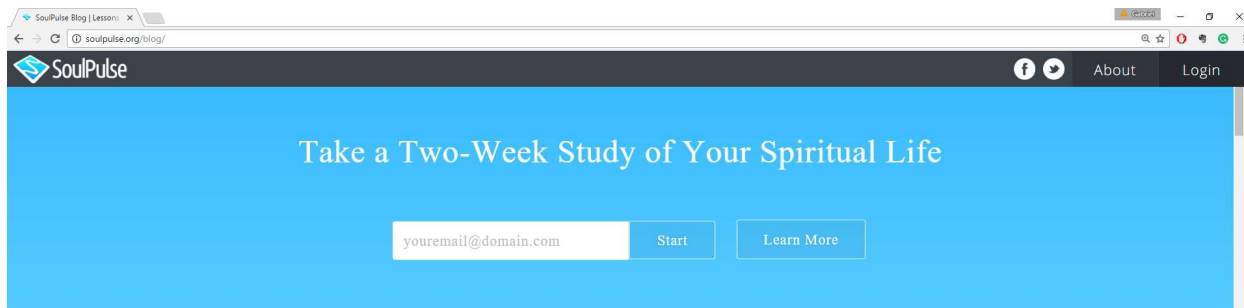 SoulPulse Blog | Lessons
soulpulse.org/blog/
SoulPulse
About
Login
Take a Two-Week Study of Your Spiritual Life
youremail@domain.com
Start
Learn More